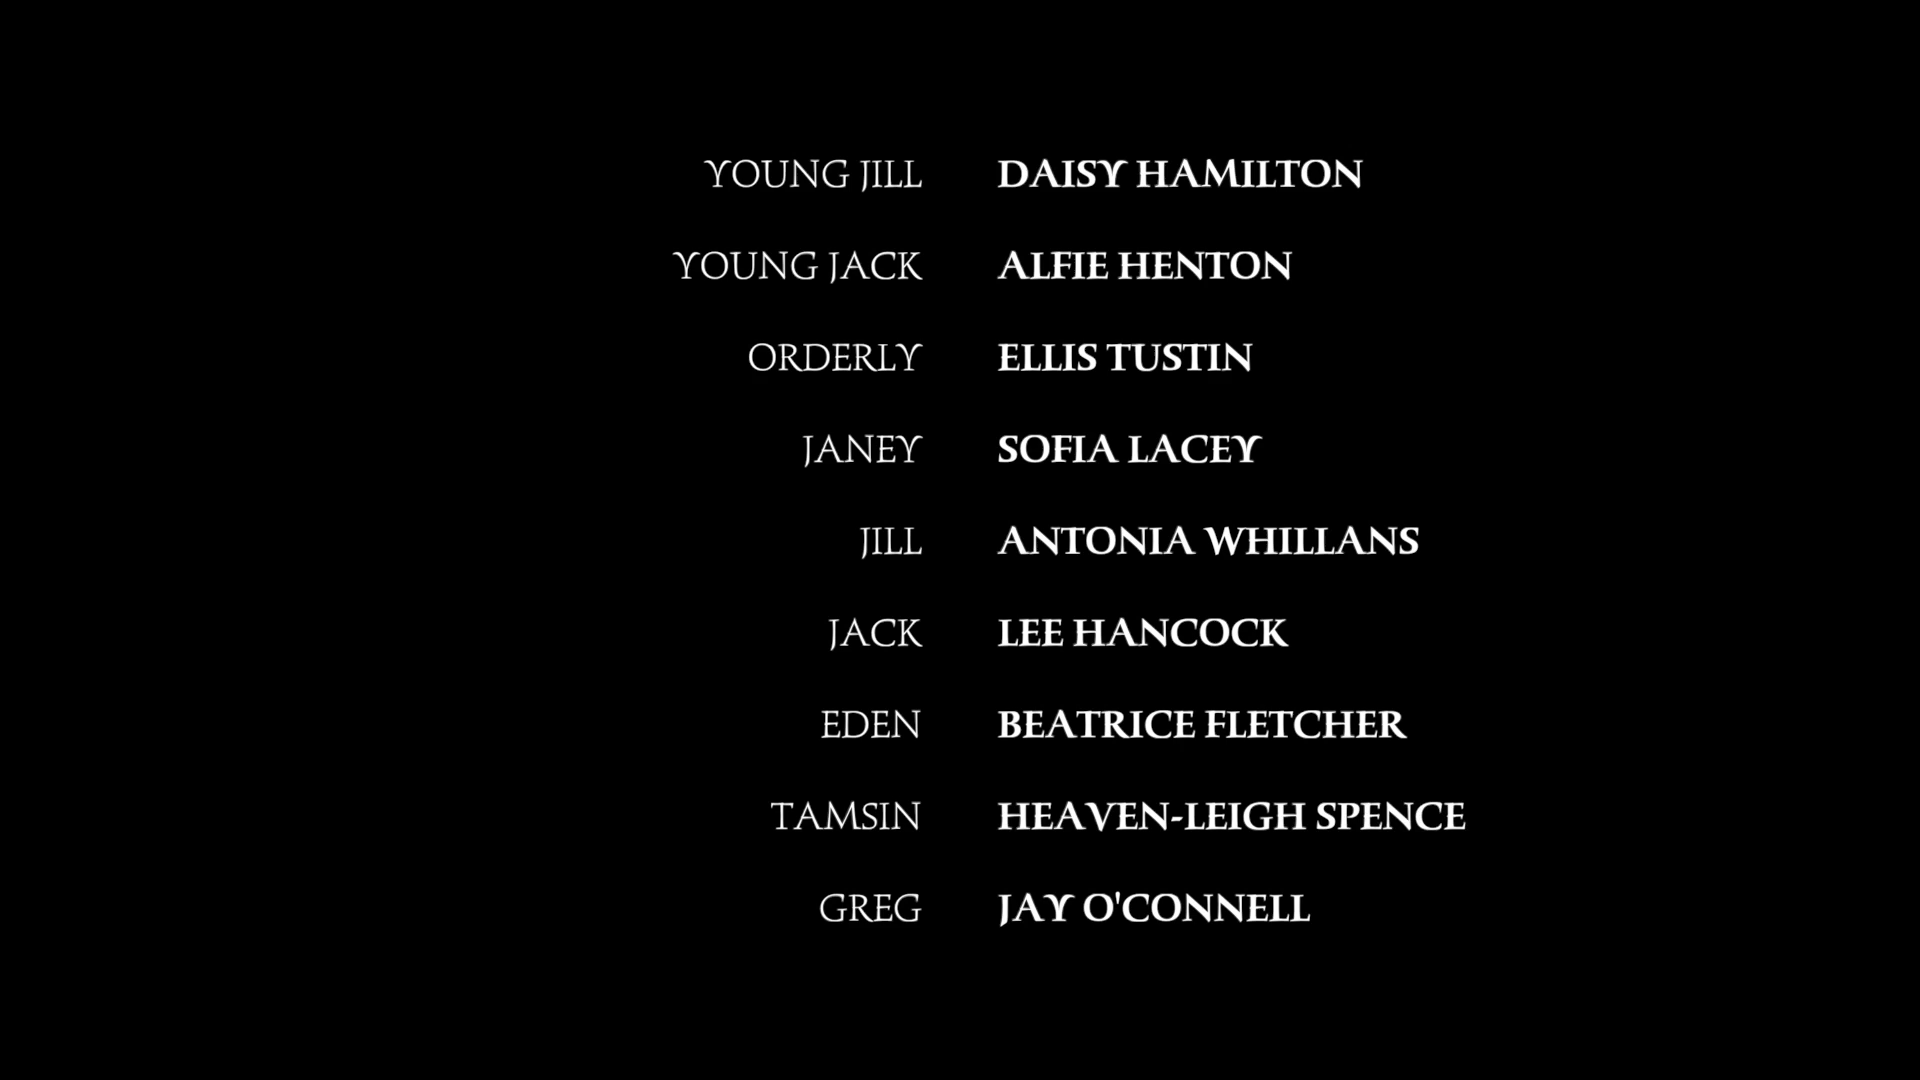 YOUNG JILL DAISY HAMILTON
YOUNG JACK ALFIE HENTON
ORDERLY ELLIS TUSTIN
JANEY SOFIA LACEY
JILL ANTONIA WHILLANS
JACK LEE HANCOCK
EDEN BEATRICE FLETCHER
TAMSIN HEAVEN-LEIGH SPENCE
GREG JAY O'CONNELL